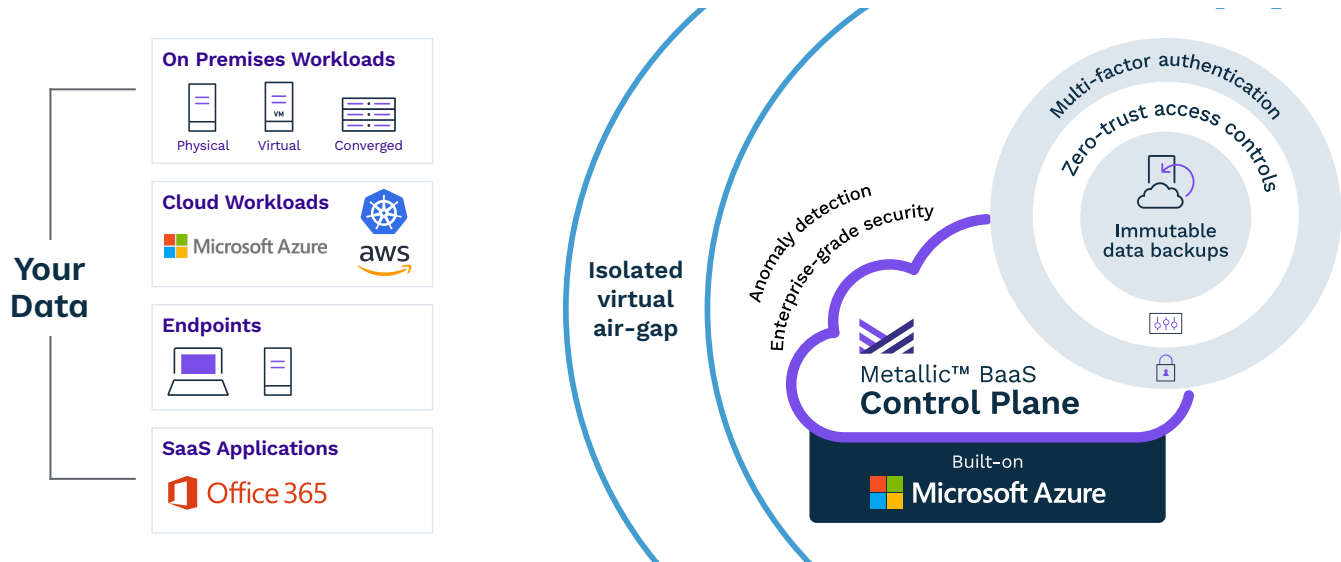 Your
Data
On Premises Workloads
Physical
VM
Virtual
Converged
Cloud Workloads
Microsoft Azure
aws
Endpoints
SaaS Applications
Office 365
Isolated
virtual
air-gap
Anomaly detection
Enterprise-grade security
Metallic™ BaaS
Control Plane
Built-on
Microsoft Azure
Multi-factor authentication
Zero-trust access controls
Immutable
data backups